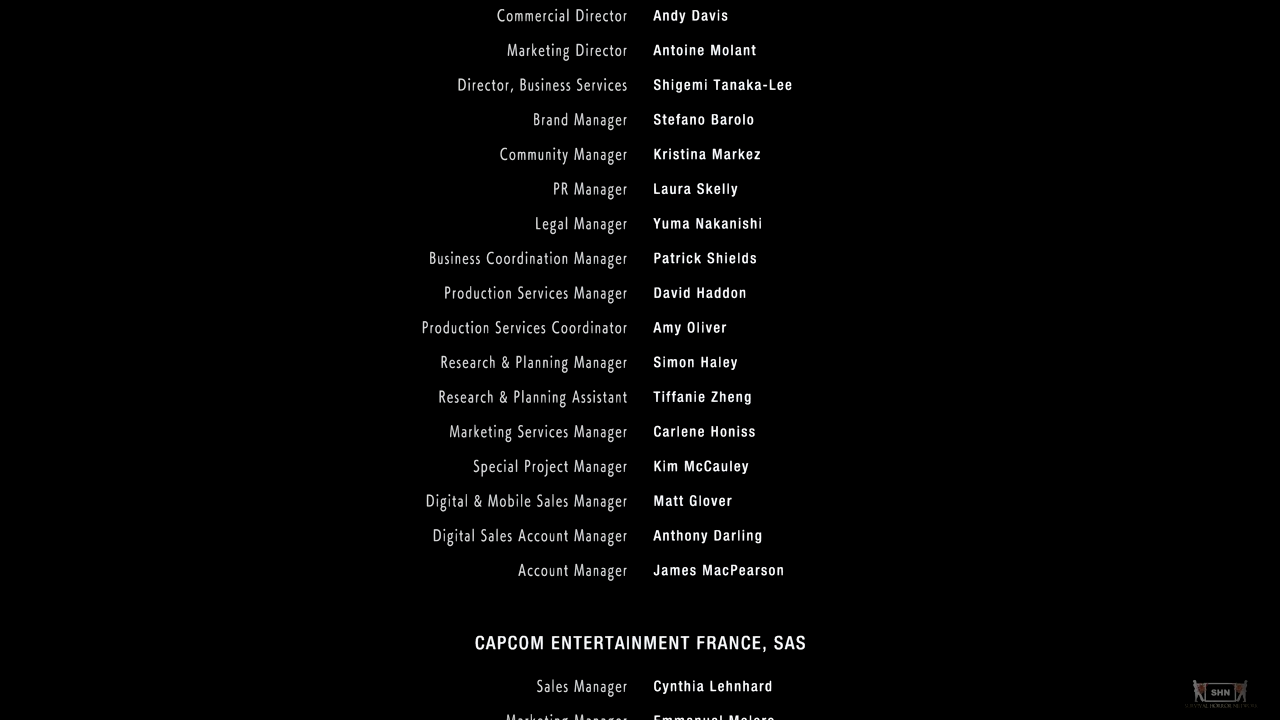 Commercial Director Andy Davis
Marketing Director Antoine Molant
Director, Business Services Shigemi Tanaka-Lee
Brand Manager Stefano Barolo
Community Manager Kristina Markez
PR Manager Laura Skelly
Legal Manager Yuma Nakanishi
Business Coordination Manager Patrick Shields
Production Services Manager David Haddon
Production Services Coordinator Amy Oliver
Research & Planning Manager Simon Haley
Research & Planning Assistant Tiffanie Zheng
Marketing Services Manager Carlene Honiss
Special Project Manager Kim McCauley
Digital & Mobile Sales Manager Matt Glover
Digital Sales Account Manager Anthony Darling
Account Manager James MacPearson
CAPCOM ENTERTAINMENT FRANCE, SAS
Sales Manager Cynthia Lehnhard
Marketing Manager Emmanuel
SHN